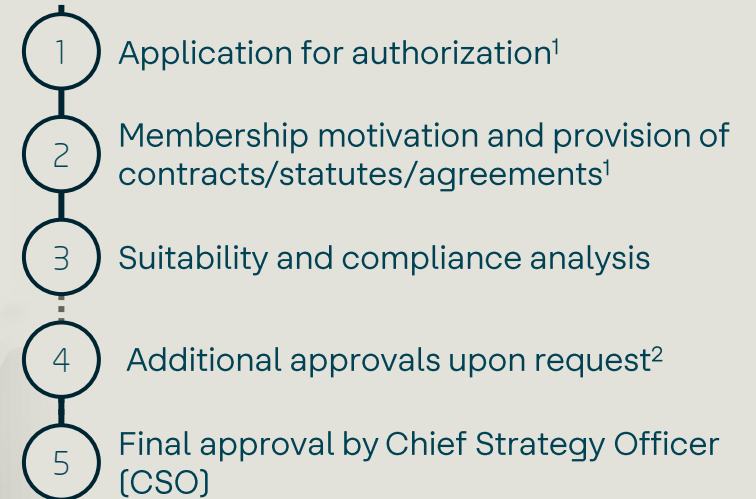 1 Application for authorization¹
2 Membership motivation and provision of
contracts/statutes/agreements¹
3 Suitability and compliance analysis
4 Additional approvals upon request²
5 Final approval by Chief Strategy Officer
(CSO)